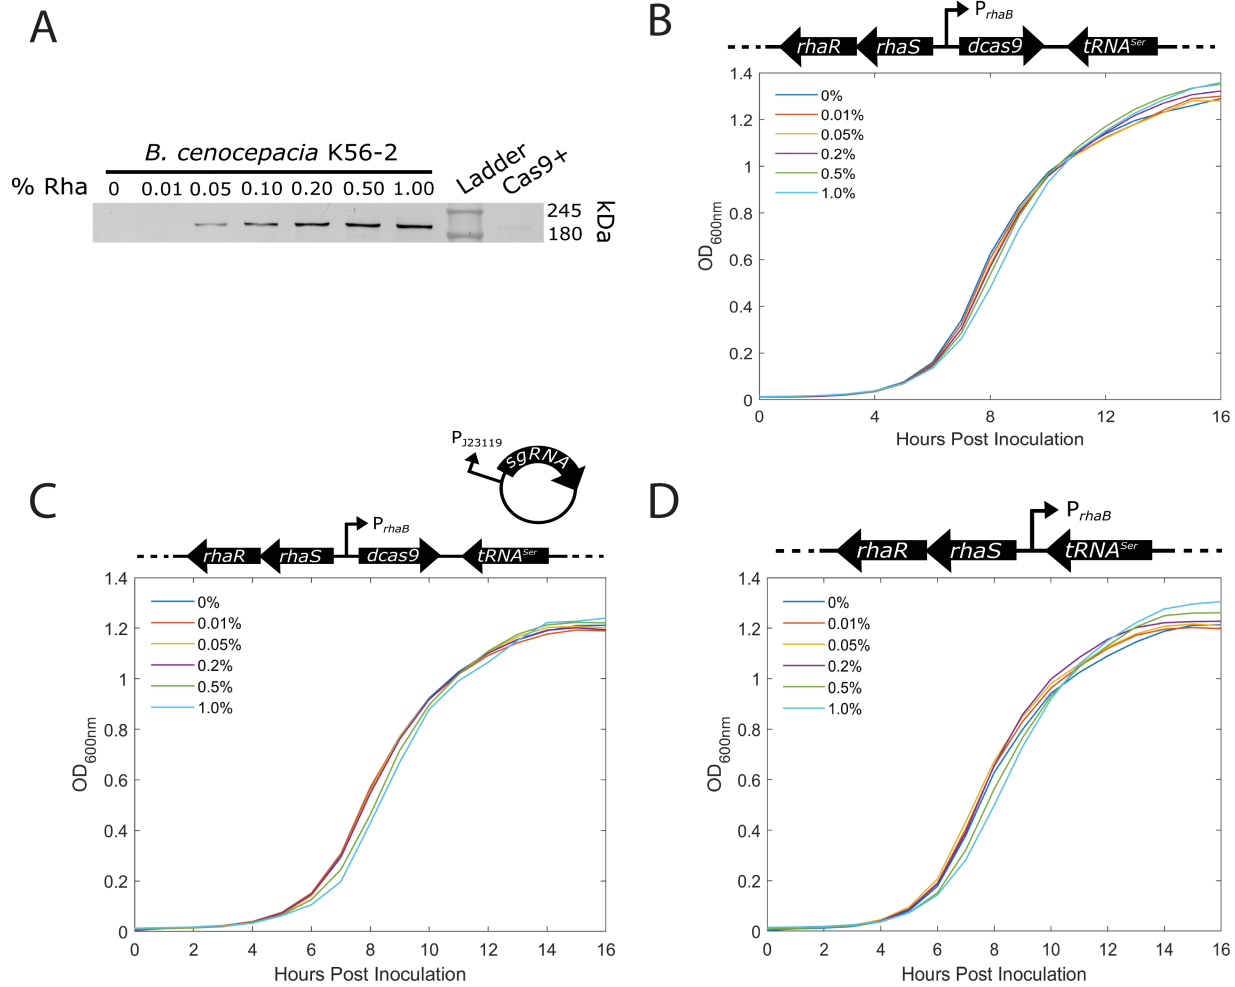 A
B. cenocepacia K56-2
% Rha 0 0.01 0.05 0.10 0.20 0.50 1.00 Ladder Cas9+
245
180
kDa
B
PrhaB
rhaR rhaS dcas9 tRNASer
1.4
1.2
1
0.8
0.6
0.4
0.2
0
OD600nm
0%
0.01%
0.05%
0.2%
0.5%
1.0%
0 4 8 12 16
Hours Post Inoculation
PJ23119
sgRNA
C
PrhaB
rhaR rhaS dcas9 tRNASer
1.4
1.2
1
0.8
0.6
0.4
0.2
0
OD600nm
0%
0.01%
0.05%
0.2%
0.5%
1.0%
0 2 4 6 8 10 12 14 16
Hours Post Inoculation
D
PrhaB
rhaR rhaS tRNASer
1.4
1.2
1
0.8
0.6
0.4
0.2
0
OD600nm
0%
0.01%
0.05%
0.2%
0.5%
1.0%
0 2 4 6 8 10 12 14 16
Hours Post Inoculation